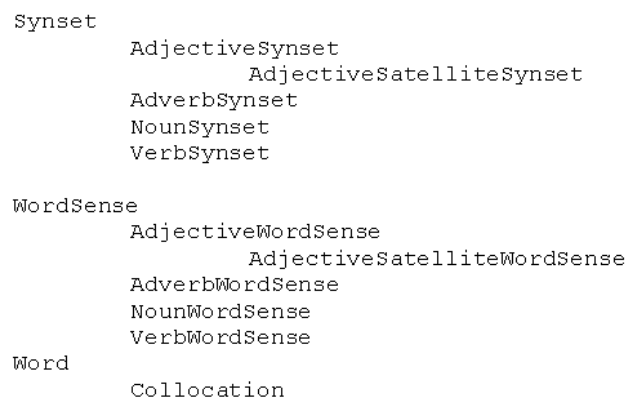 Synset
AdjectiveSynset
AdjectiveSatelliteSynset
AdverbSynset
NounSynset
VerbSynset
WordSense
AdjectiveWordSense
AdjectiveSatelliteWordSense
AdverbWordSense
NounWordSense
VerbWordSense
Word
Collocation